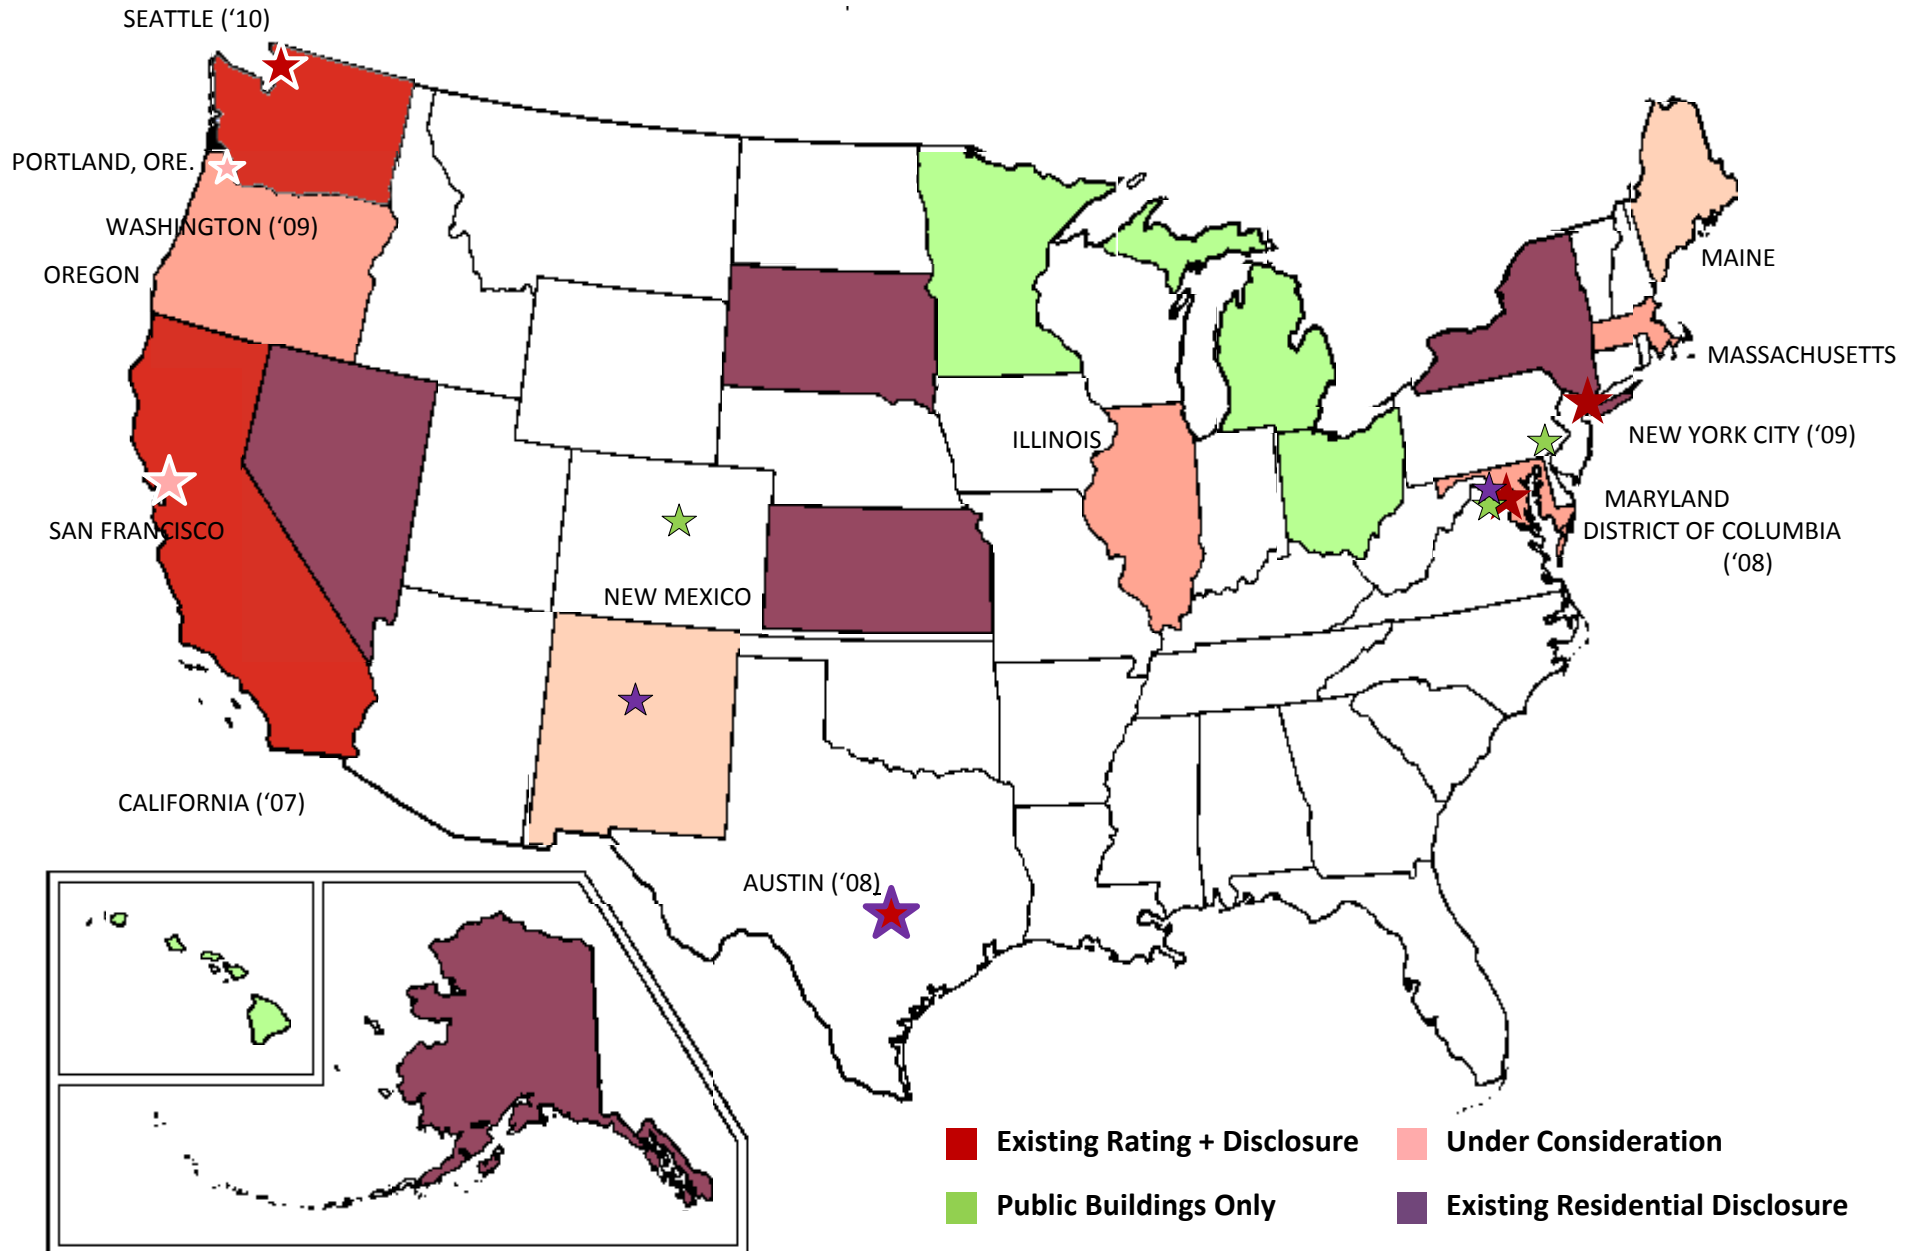 SEATTLE (‘10)
PORTLAND, ORE.
WASHINGTON (‘09)
OREGON
MAINE
MASSACHUSETTS
ILLINOIS
NEW YORK CITY (‘09)
MARYLAND
SAN FRANCISCO
DISTRICT OF COLUMBIA
(‘08)
NEW MEXICO
CALIFORNIA (‘07)
AUSTIN (‘08)
Existing Rating + Disclosure
Under Consideration
Public Buildings Only
Existing Residential Disclosure